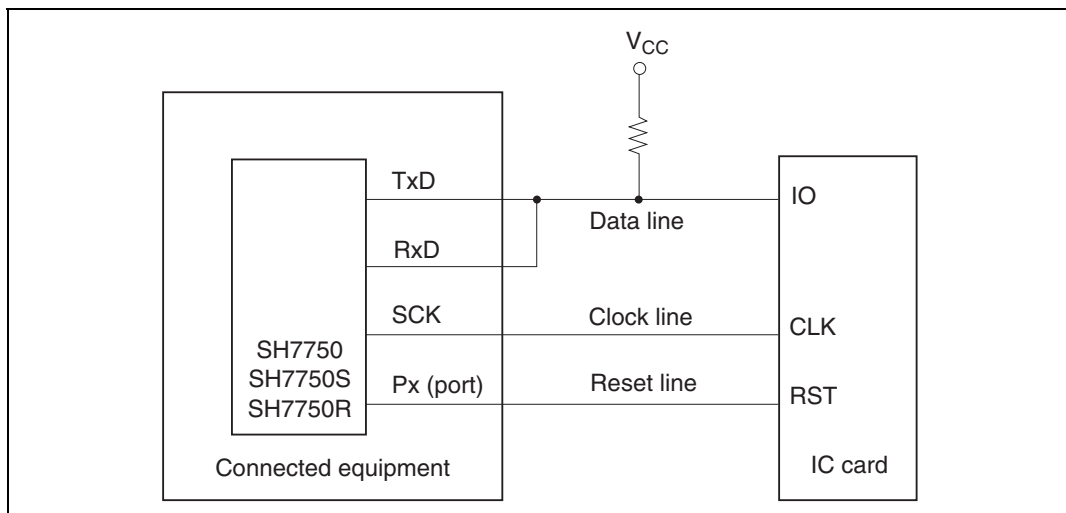 VCC
TxD
IO
Data line
RxD
SCK
Clock line
CLK
SH7750
SH7750S
SH7750R
Px (port)
Reset line
RST
Connected equipment
IC card